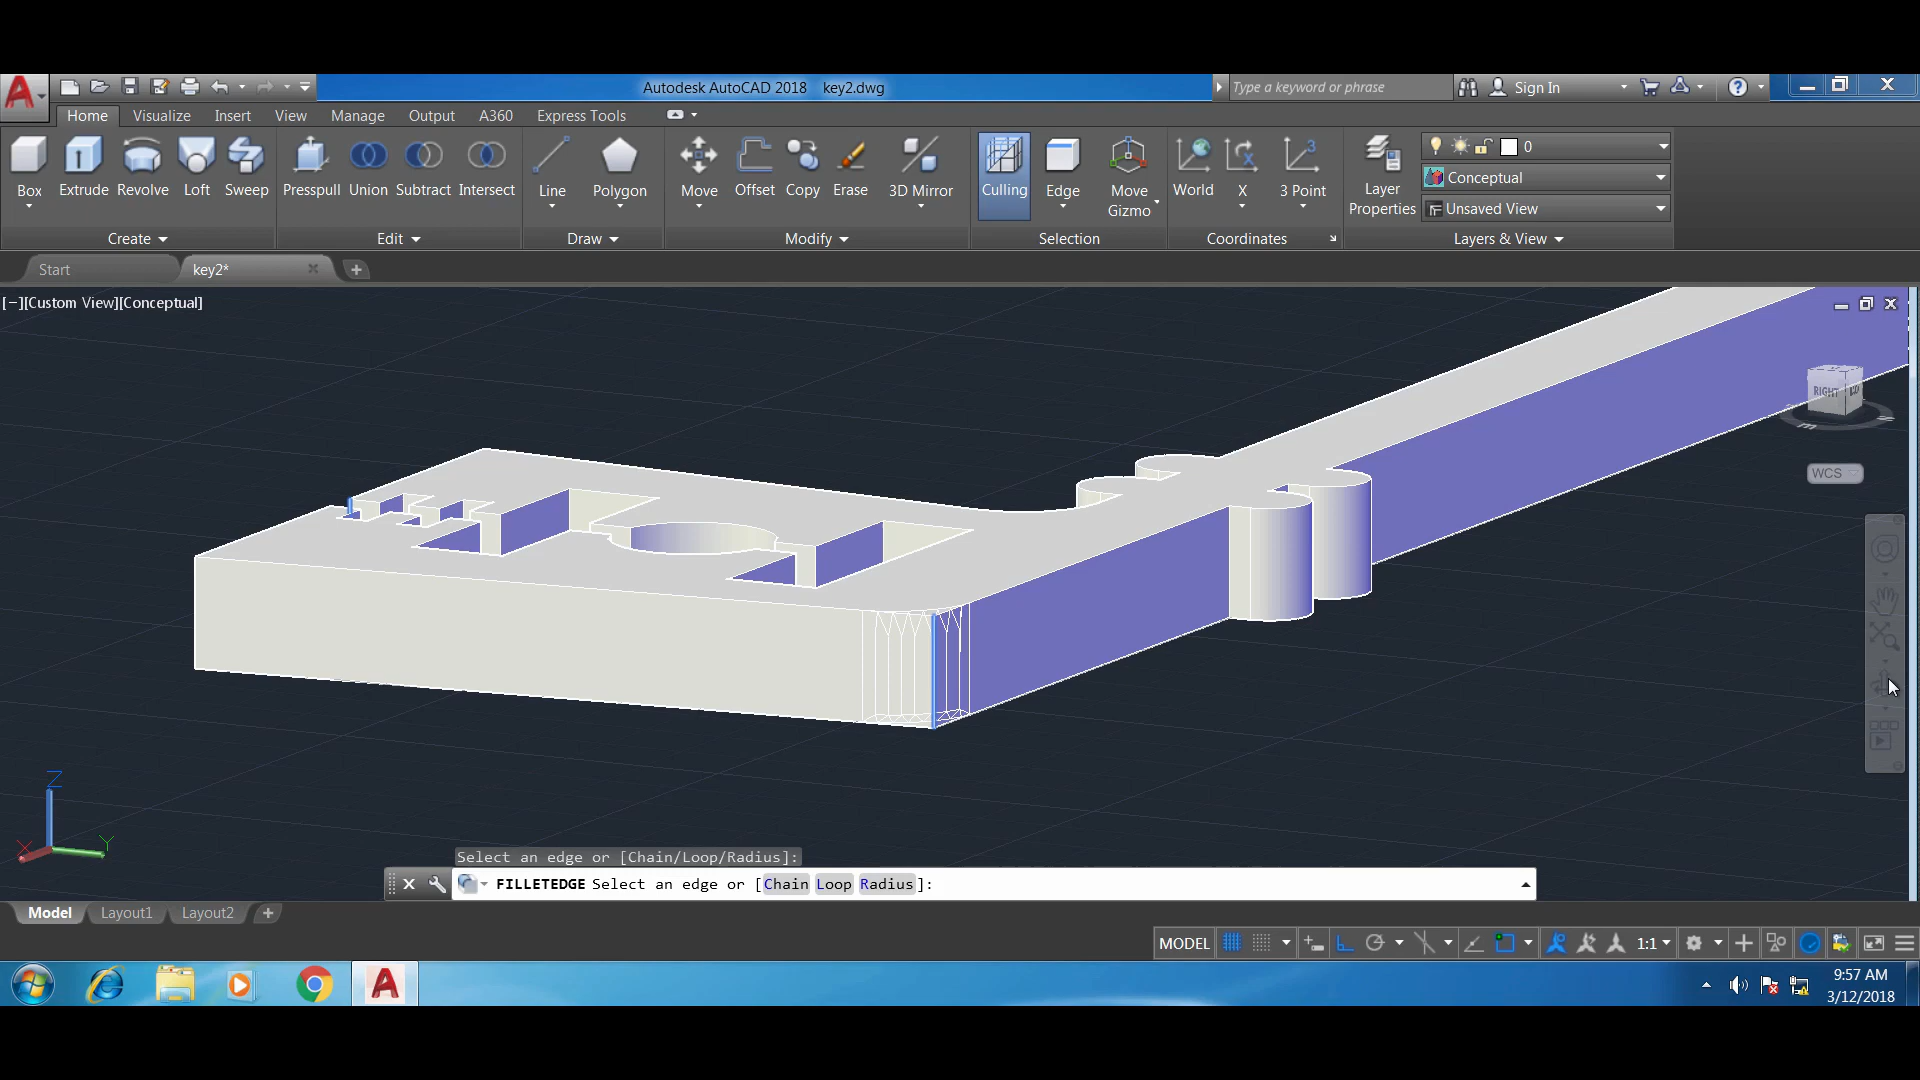 Autodesk AutoCAD 2018 key2.dwg
Type a keyword or phrase
Sign In
Home Visualize Insert View Manage Output A360 Express Tools
Box Extrude Revolve Loft Sweep Presspull Union Subtract Intersect Line Polygon Move Offset Copy Erase 3D Mirror Culling Edge Move Gizmo World X 3 Point Layer Properties
0
Conceptual
Unsaved View
Create Edit Draw Modify Selection Coordinates Layers & View
Start key2*
[−][Custom View][Conceptual]
RIGHT
WCS
Z
X
Y
Select an edge or [Chain/Loop/Radius]:
FILLETEDGE Select an edge or [Chain Loop Radius]:
Model Layout1 Layout2
MODEL 1:1
9:57 AM
3/12/2018